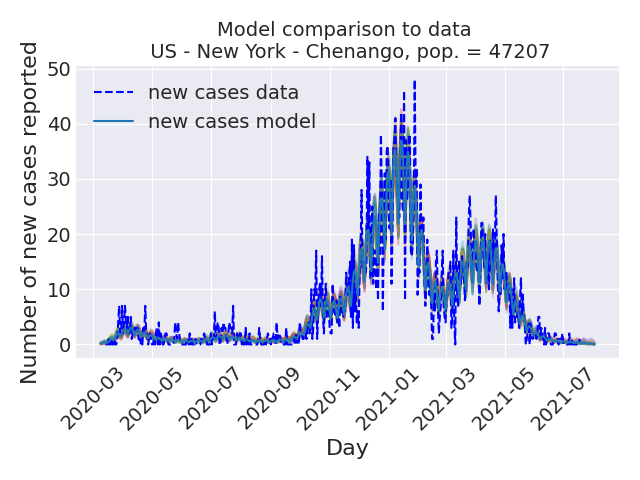 Model comparison to data
US - New York - Chenango, pop. = 47207
Number of new cases reported
50
40
30
20
10
0
new cases data
new cases model
2020-03
2020-05
2020-07
2020-09
2020-11
2021-01
2021-03
2021-05
2021-07
Day